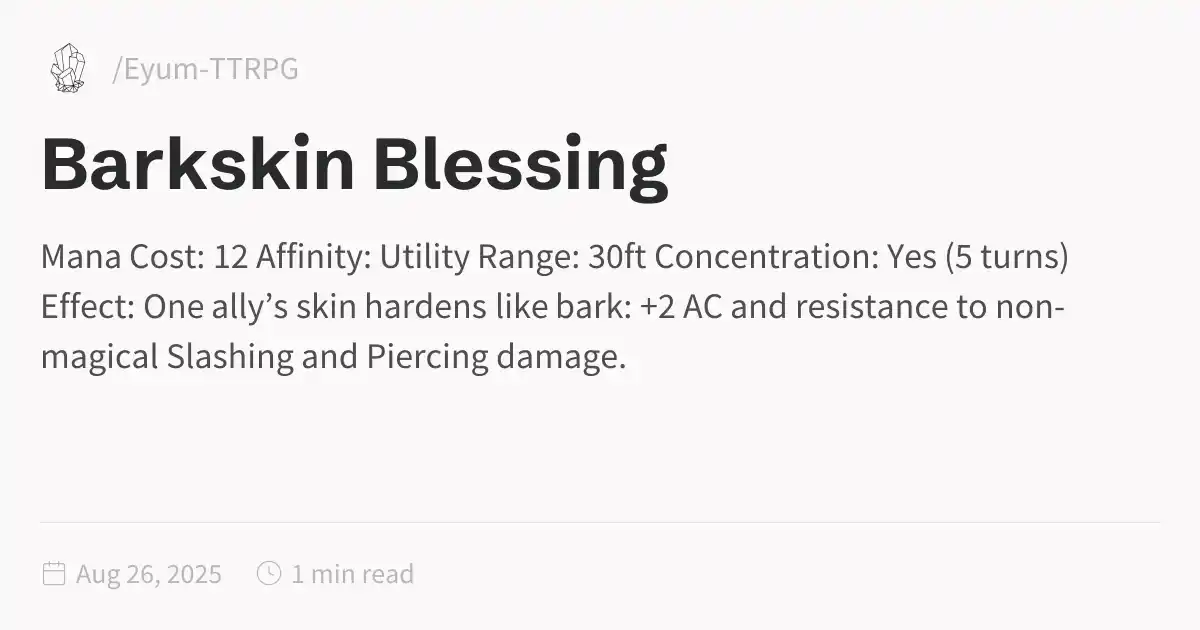 /Eyum-TTRPG
Barkskin Blessing
Mana Cost: 12 Affinity: Utility Range: 30ft Concentration: Yes (5 turns)
Effect: One ally’s skin hardens like bark: +2 AC and resistance to non-
magical Slashing and Piercing damage.
Aug 26, 2025 1 min read